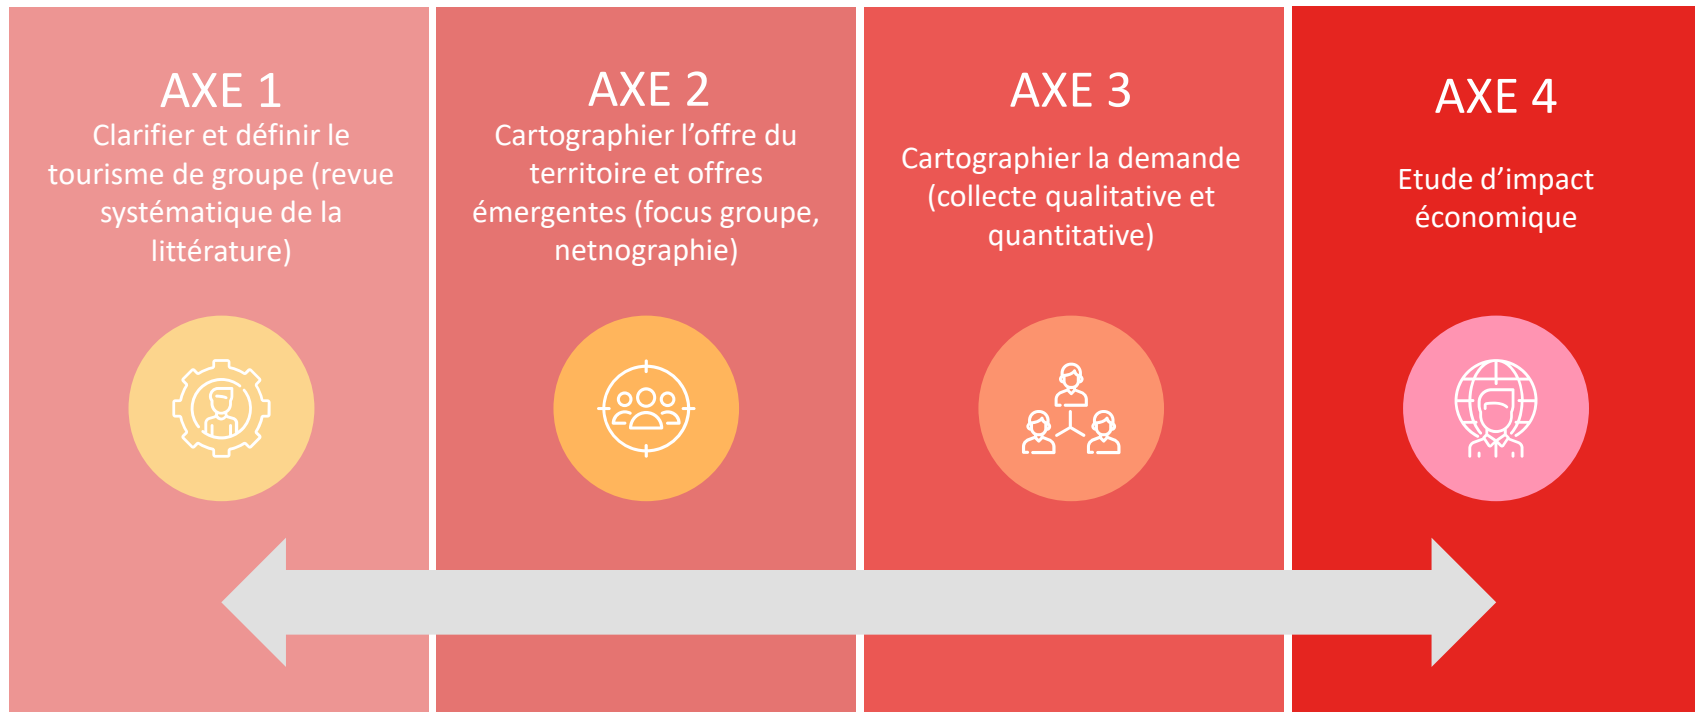 AXE 1
Clarifier et définir le
tourisme de groupe (revue
systématique de la
littérature)
AXE 2
Cartographier l’offre du
territoire et offres
émergentes (focus groupe,
netnographie)
AXE 3
Cartographier la demande
(collecte qualitative et
quantitative)
AXE 4
Etude d’impact
économique